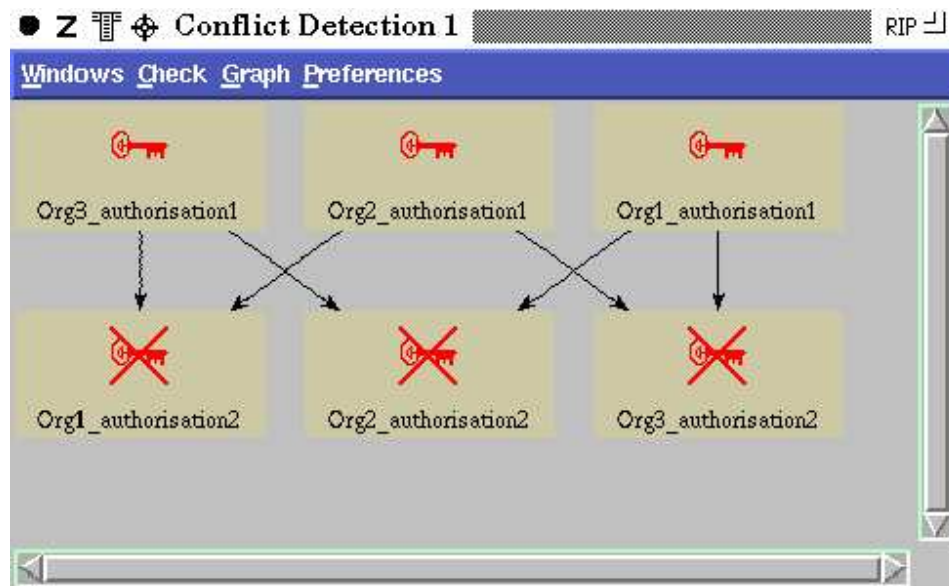 Z Conflict Detection 1 RIP
Windows Check Graph Preferences
Org3_authorisation1 Org2_authorisation1 Org1_authorisation1
Org1_authorisation2 Org2_authorisation2 Org3_authorisation2